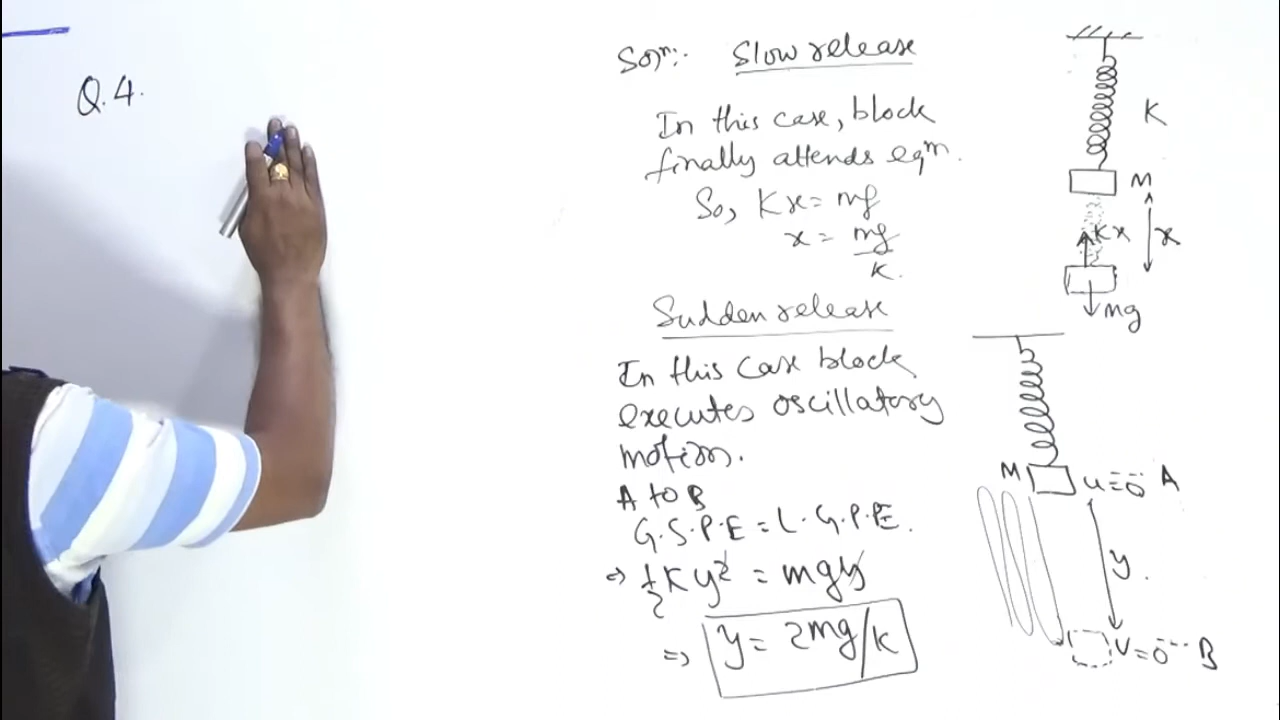 Q.4.
Solⁿ:- Slow release
In this case, block
finally attends eqᵐ.
So, Kx = mg
x = mg
K.
Sudden release
In this case block
executes oscillatory
motion.
A to B
G.S.P.E = L.G.P.E.
⇒ ½Ky² = mgy
⇒ y = 2mg/K
K
M
Kx
x
mg
M u=0 A
y.
V=0 B